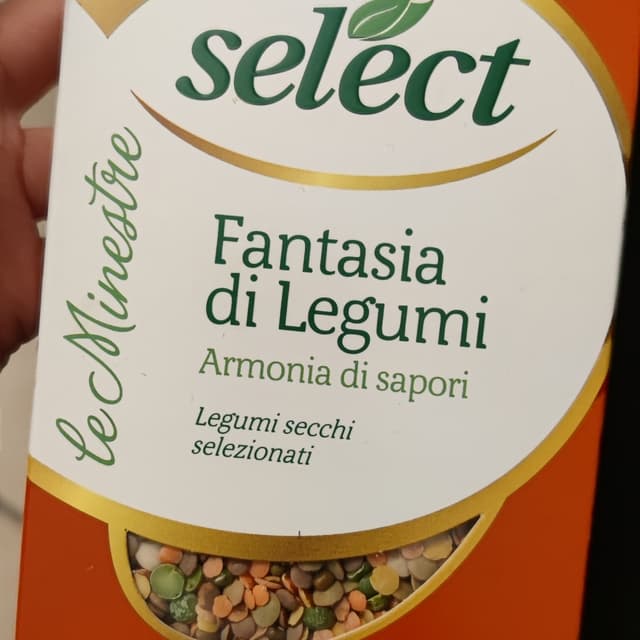 select
le Minestre
Fantasia
di Legumi
Armonia di sapori
Legumi secchi
selezionati